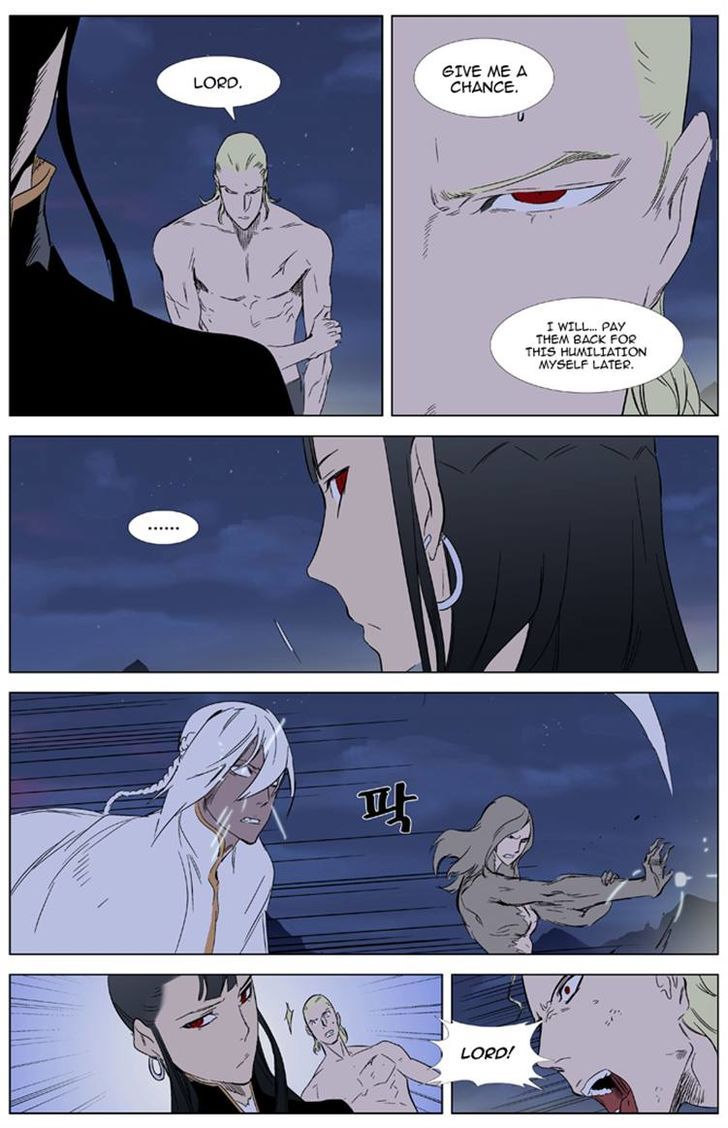 LORD.
GIVE ME A
CHANCE.
I WILL... PAY
THEM BACK FOR
THIS HUMILIATION
MYSELF LATER.
......
팍
LORD!